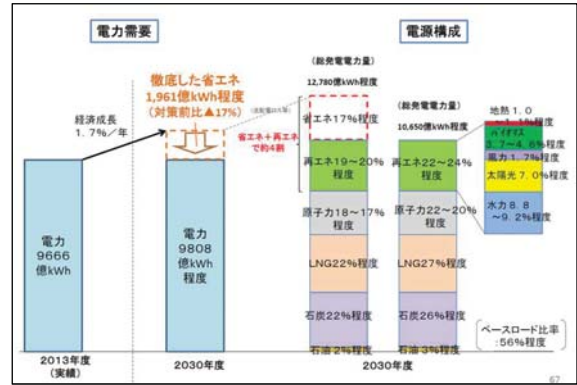 電力需要
電源構成
徹底した省エネ
1,961億kWh程度
(対策前比▲17%)
経済成長
1.7%/年
電力
9666
億kWh
2013年度
(実績)
電力
9808
億kWh
程度
2030年度
(総発電電力量)
12,780億kWh程度
省エネ+再エネ
で約4割
省エネ17%程度
再エネ19~20%
程度
原子力18~17%
程度
LNG22%程度
石炭22%程度
石油 2%程度
(総発電電力量)
10,650億kWh程度
再エネ22~24%
程度
原子力22~20%
程度
LNG27%程度
石炭26%程度
石油 3%程度
2030年度
地熱 1.0
~1.1%程度
バイオマス
3.7~4.6%程度
風力 1.7%程度
太陽光 7.0%程度
水力 8.8
~9.2%程度
ベースロード比率
:56%程度
67